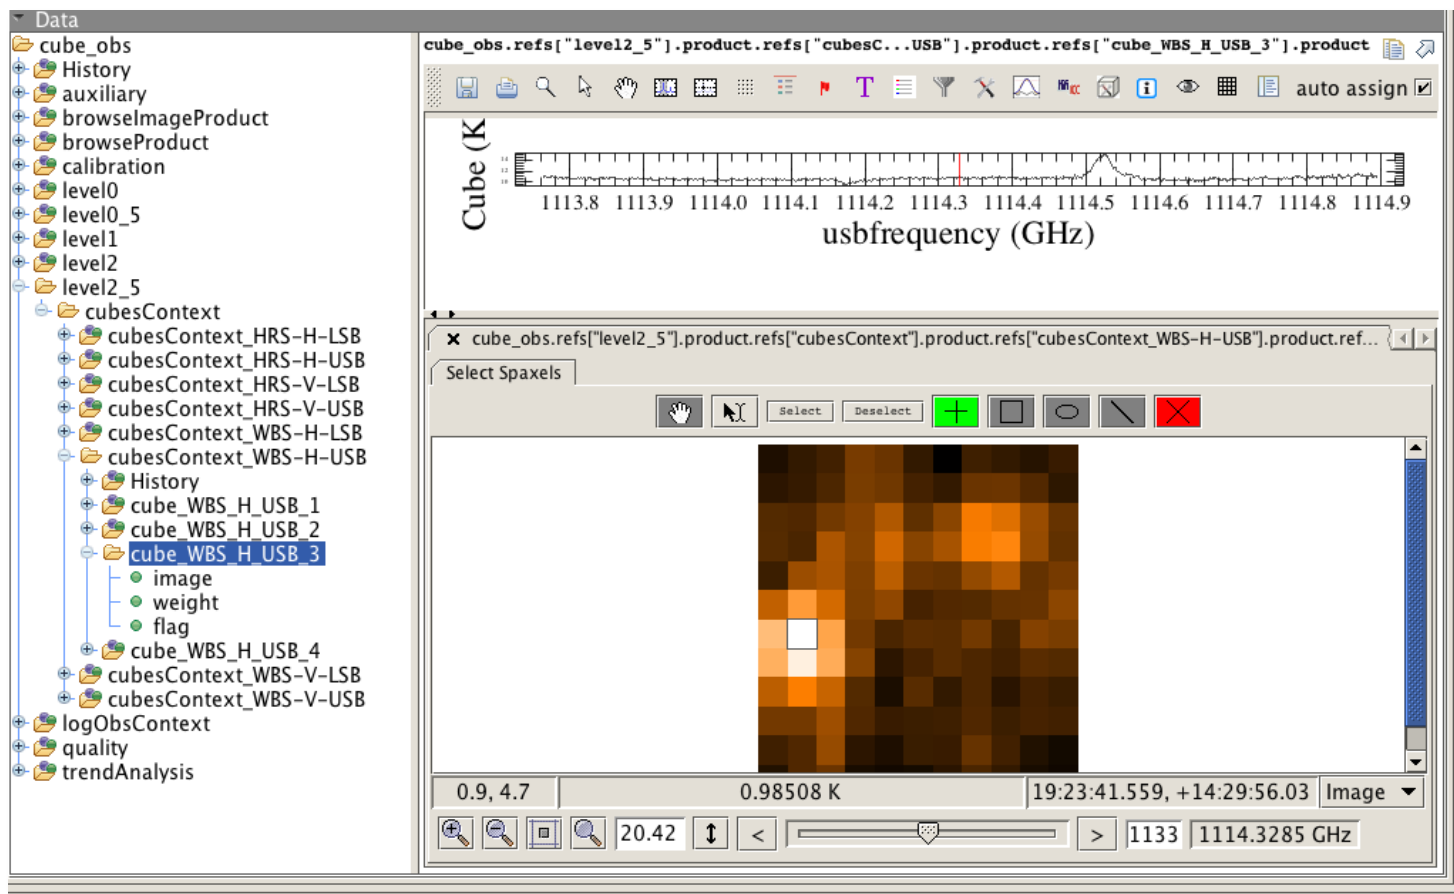 Data
cube_obs
History
auxiliary
browseImageProduct
browseProduct
calibration
level0
level0_5
level1
level2
level2_5
cubesContext
cubesContext_HRS-H-LSB
cubesContext_HRS-H-USB
cubesContext_HRS-V-LSB
cubesContext_HRS-V-USB
cubesContext_WBS-H-LSB
cubesContext_WBS-H-USB
History
cube_WBS_H_USB_1
cube_WBS_H_USB_2
cube_WBS_H_USB_3
image
weight
flag
cube_WBS_H_USB_4
cubesContext_WBS-V-LSB
cubesContext_WBS-V-USB
logObsContext
quality
trendAnalysis
cube_obs.refs["level2_5"].product.refs["cubesC...USB"].product.refs["cube_WBS_H_USB_3"].product
T
auto assign
Cube (K
1113.8 1113.9 1114.0 1114.1 1114.2 1114.3 1114.4 1114.5 1114.6 1114.7 1114.8 1114.9
usbfrequency (GHz)
cube_obs.refs["level2_5"].product.refs["cubesContext"].product.refs["cubesContext_WBS-H-USB"].product.ref...
Select Spaxels
Select Deselect
0.9, 4.7 0.98508 K 19:23:41.559, +14:29:56.03 Image
20.42 < > 1133 1114.3285 GHz